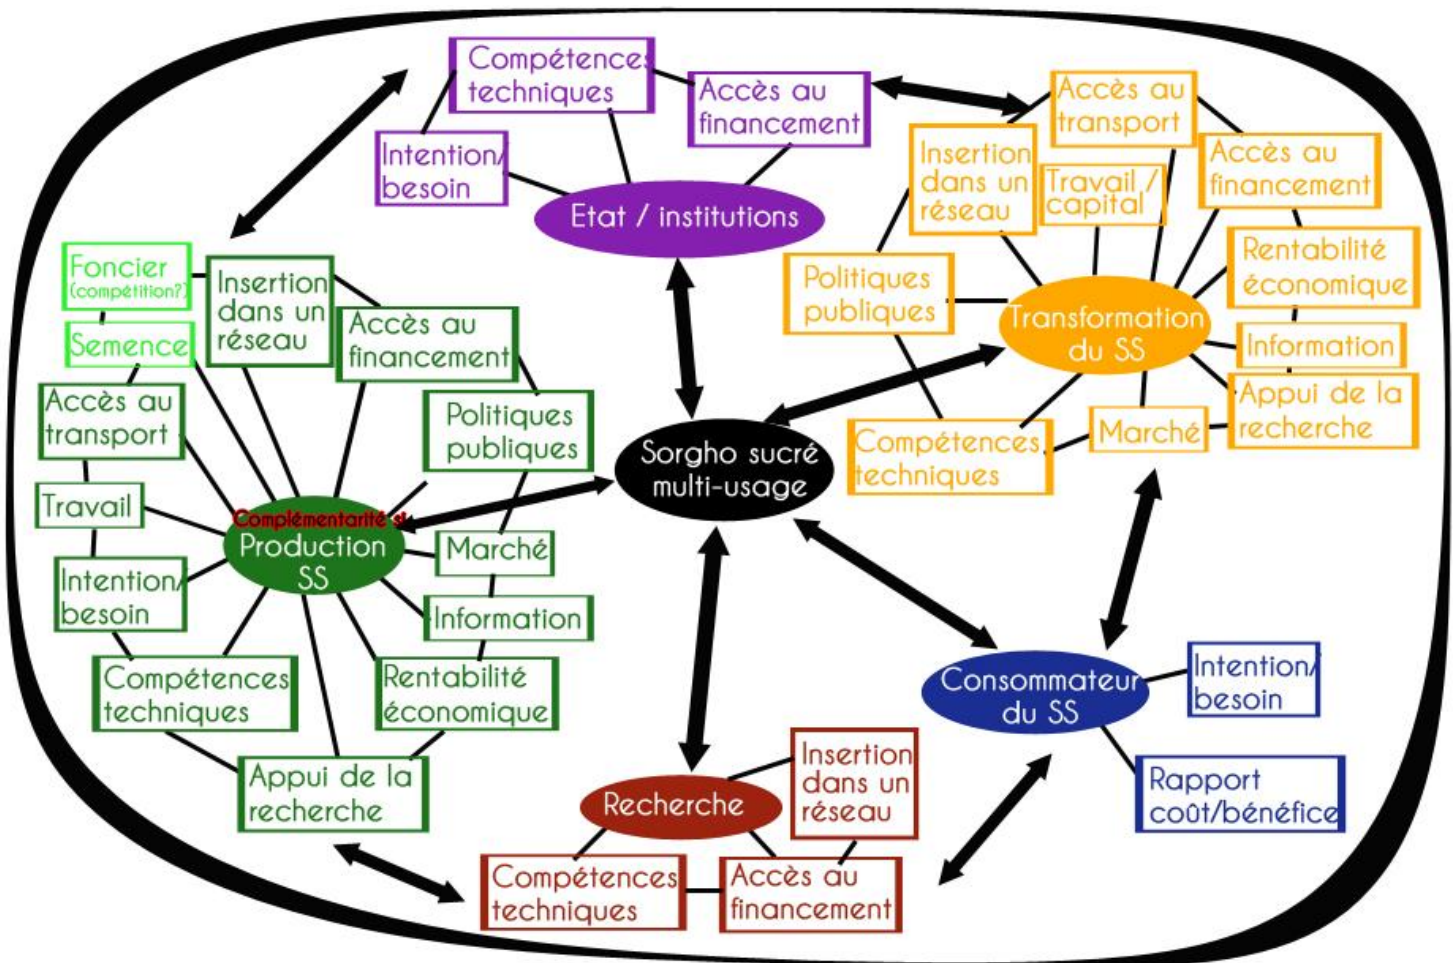 Compétences
techniques
Accès au
financement
Intention/
besoin
Etat / institutions
Accès au
transport
Insertion
dans un
réseau
Travail /
capital
Accès au
financement
Politiques
publiques
Rentabilité
économique
Transformation
du SS
Information
Appui de la
recherche
Marché
Compétences
techniques
Foncier
(compétition?)
Insertion
dans un
réseau
Semence
Accès au
financement
Accès au
transport
Politiques
publiques
Travail
Complémentarité si
Production
SS
Marché
Intention/
besoin
Information
Compétences
techniques
Rentabilité
économique
Appui de la
recherche
Sorgho sucré
multi-usage
Consommateur
du SS
Intention/
besoin
Rapport
coût/bénéfice
Recherche
Insertion
dans un
réseau
Compétences
techniques
Accès au
financement